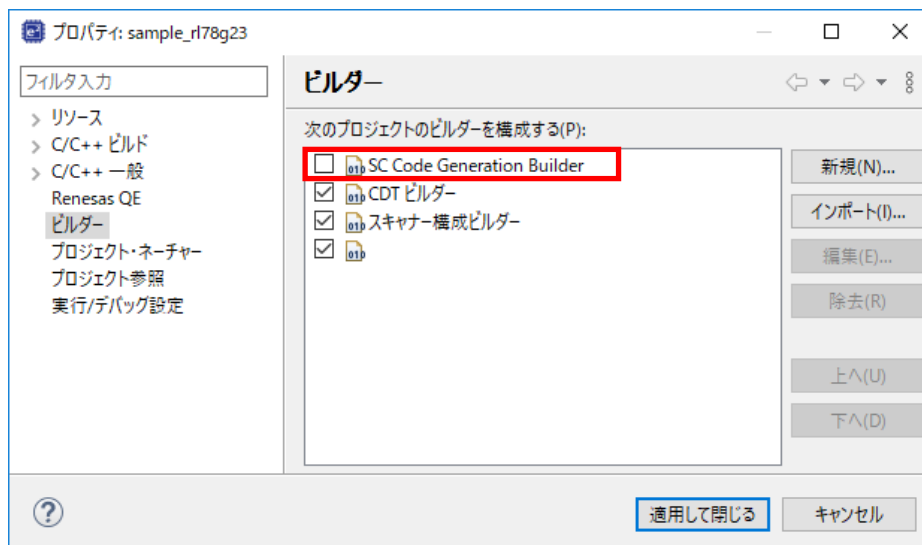 プロパティ: sample_rl78g23
フィルタ入力
リソース
C/C++ ビルド
C/C++ 一般
Renesas QE
ビルダー
プロジェクト・ネーチャー
プロジェクト参照
実行/デバッグ設定
ビルダー
次のプロジェクトのビルダーを構成する(P):
SC Code Generation Builder
CDT ビルダー
スキャナー構成ビルダー
新規(N)...
インポート(I)...
編集(E)...
除去(R)
上へ(U)
下へ(D)
適用して閉じる
キャンセル